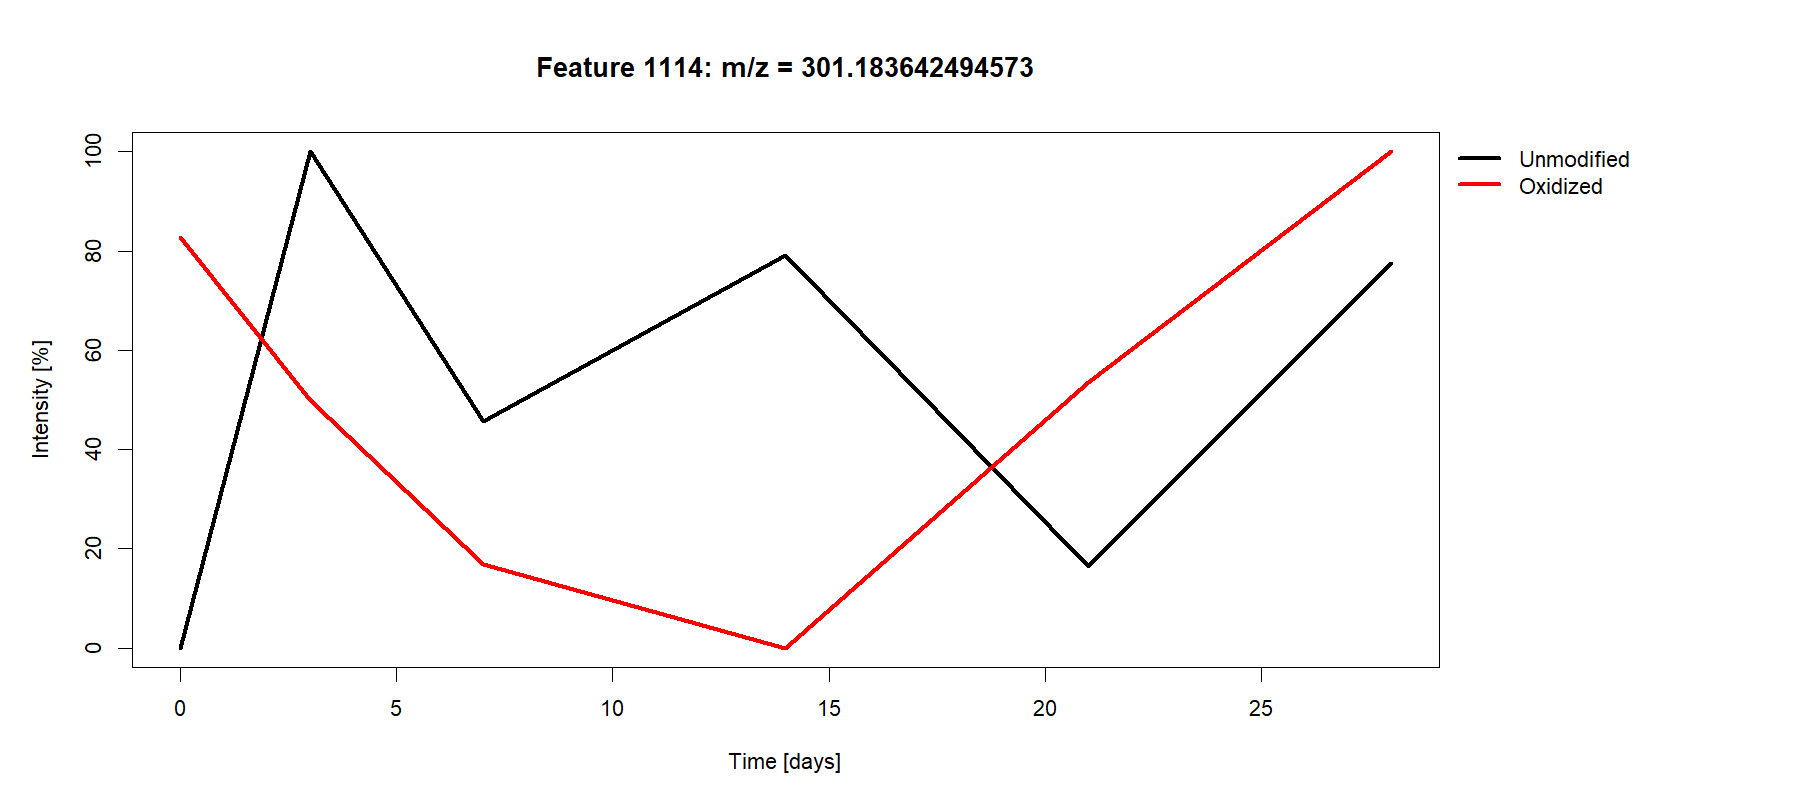 Feature 1114: m/z = 301.183642494573
Unmodified
Oxidized
Intensity [%]
100
80
60
40
20
0
0 5 10 15 20 25
Time [days]